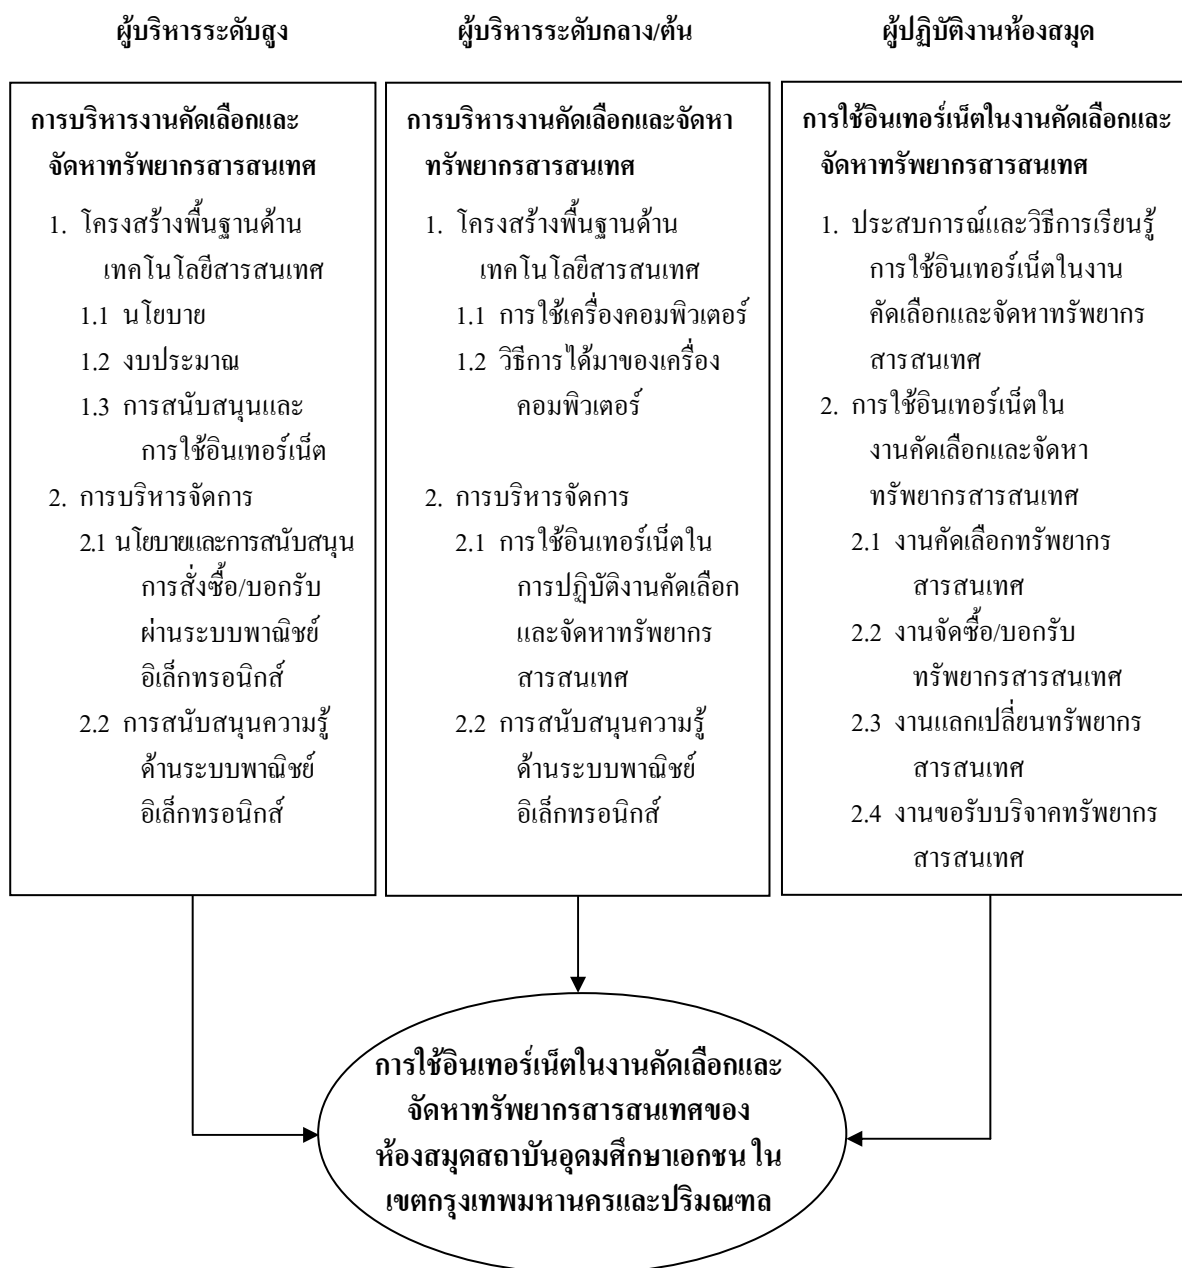 ผู้บริหารระดับสูง
ผู้บริหารระดับกลาง/ต้น
ผู้ปฏิบัติงานห้องสมุด
การบริหารงานคัดเลือกและ
จัดหาทรัพยากรสารสนเทศ
1. โครงสร้างพื้นฐานด้าน
เทคโนโลยีสารสนเทศ
1.1 นโยบาย
1.2 งบประมาณ
1.3 การสนับสนุนและ
การใช้อินเทอร์เน็ต
2. การบริหารจัดการ
2.1 นโยบายและการสนับสนุน
การสั่งซื้อ/บอกรับ
ผ่านระบบพาณิชย์
อิเล็กทรอนิกส์
2.2 การสนับสนุนความรู้
ด้านระบบพาณิชย์
อิเล็กทรอนิกส์
การบริหารงานคัดเลือกและจัดหา
ทรัพยากรสารสนเทศ
1. โครงสร้างพื้นฐานด้าน
เทคโนโลยีสารสนเทศ
1.1 การใช้เครื่องคอมพิวเตอร์
1.2 วิธีการได้มาของเครื่อง
คอมพิวเตอร์
2. การบริหารจัดการ
2.1 การใช้อินเทอร์เน็ตใน
การปฏิบัติงานคัดเลือก
และจัดหาทรัพยากร
สารสนเทศ
2.2 การสนับสนุนความรู้
ด้านระบบพาณิชย์
อิเล็กทรอนิกส์
การใช้อินเทอร์เน็ตในงานคัดเลือกและ
จัดหาทรัพยากรสารสนเทศ
1. ประสบการณ์และวิธีการเรียนรู้
การใช้อินเทอร์เน็ตในงาน
คัดเลือกและจัดหาทรัพยากร
สารสนเทศ
2. การใช้อินเทอร์เน็ตใน
งานคัดเลือกและจัดหา
ทรัพยากรสารสนเทศ
2.1 งานคัดเลือกทรัพยากร
สารสนเทศ
2.2 งานจัดซื้อ/บอกรับ
ทรัพยากรสารสนเทศ
2.3 งานแลกเปลี่ยนทรัพยากร
สารสนเทศ
2.4 งานขอรับบริจาคทรัพยากร
สารสนเทศ
การใช้อินเทอร์เน็ตในงานคัดเลือกและ
จัดหาทรัพยากรสารสนเทศของ
ห้องสมุดสถาบันอุดมศึกษาเอกชน ใน
เขตกรุงเทพมหานครและปริมณฑล